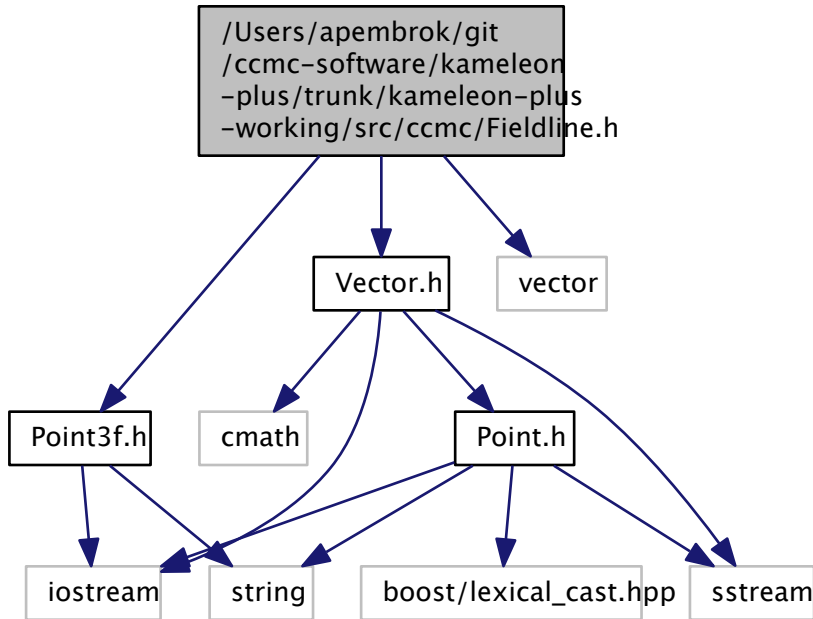 /Users/apembrok/git
/ccmc-software/kameleon
-plus/trunk/kameleon-plus
-working/src/ccmc/Fieldline.h
Vector.h
vector
Point3f.h
cmath
Point.h
iostream
string
boost/lexical_cast.hpp
sstream